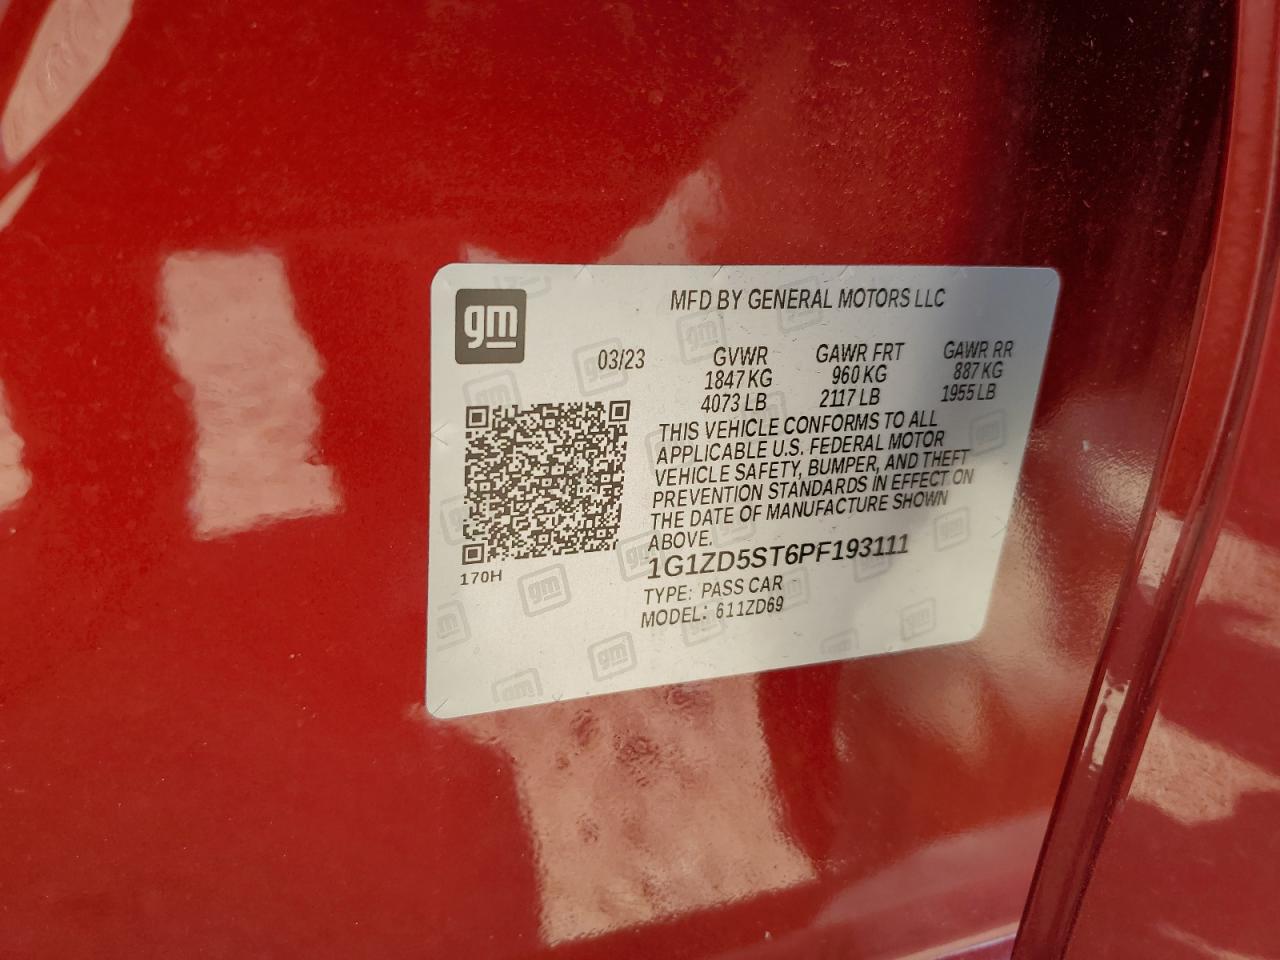 gm
MFD BY GENERAL MOTORS LLC
03/23 GVWR GAWR FRT GAWR RR
1847 KG 960 KG 887 KG
4073 LB 2117 LB 1955 LB
THIS VEHICLE CONFORMS TO ALL
APPLICABLE U.S. FEDERAL MOTOR
VEHICLE SAFETY, BUMPER, AND THEFT
PREVENTION STANDARDS IN EFFECT ON
THE DATE OF MANUFACTURE SHOWN
ABOVE.
170H
1G1ZD5ST6PF193111
TYPE: PASS CAR
MODEL: 611ZD69